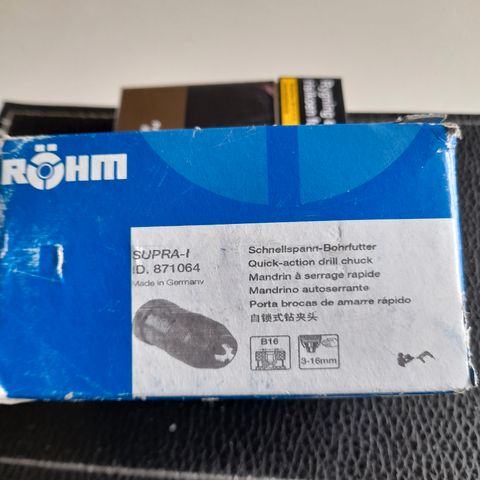 RÖHM
SUPRA-I
ID. 871064
Made in Germany
Schnellspann-Bohrfutter
Quick-action drill chuck
Mandrin à serrage rapide
Mandrino autoserrante
Porta brocas de amarre rápido
自锁式钻夹头
B16
3-16mm